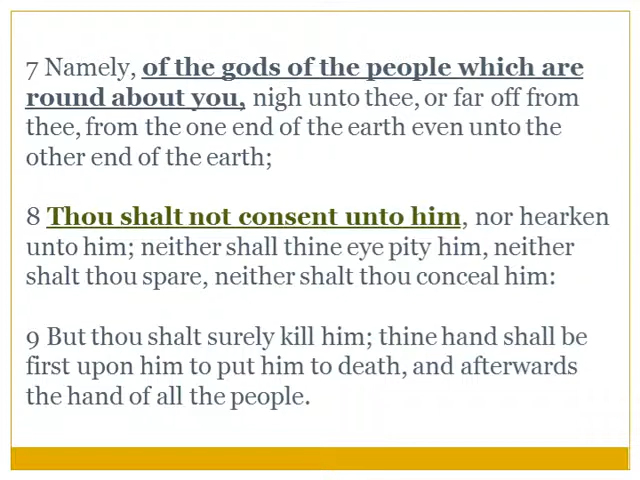 7 Namely, of the gods of the people which are
round about you, nigh unto thee, or far off from
thee, from the one end of the earth even unto the
other end of the earth;
8 Thou shalt not consent unto him, nor hearken
unto him; neither shall thine eye pity him, neither
shalt thou spare, neither shalt thou conceal him:
9 But thou shalt surely kill him; thine hand shall be
first upon him to put him to death, and afterwards
the hand of all the people.